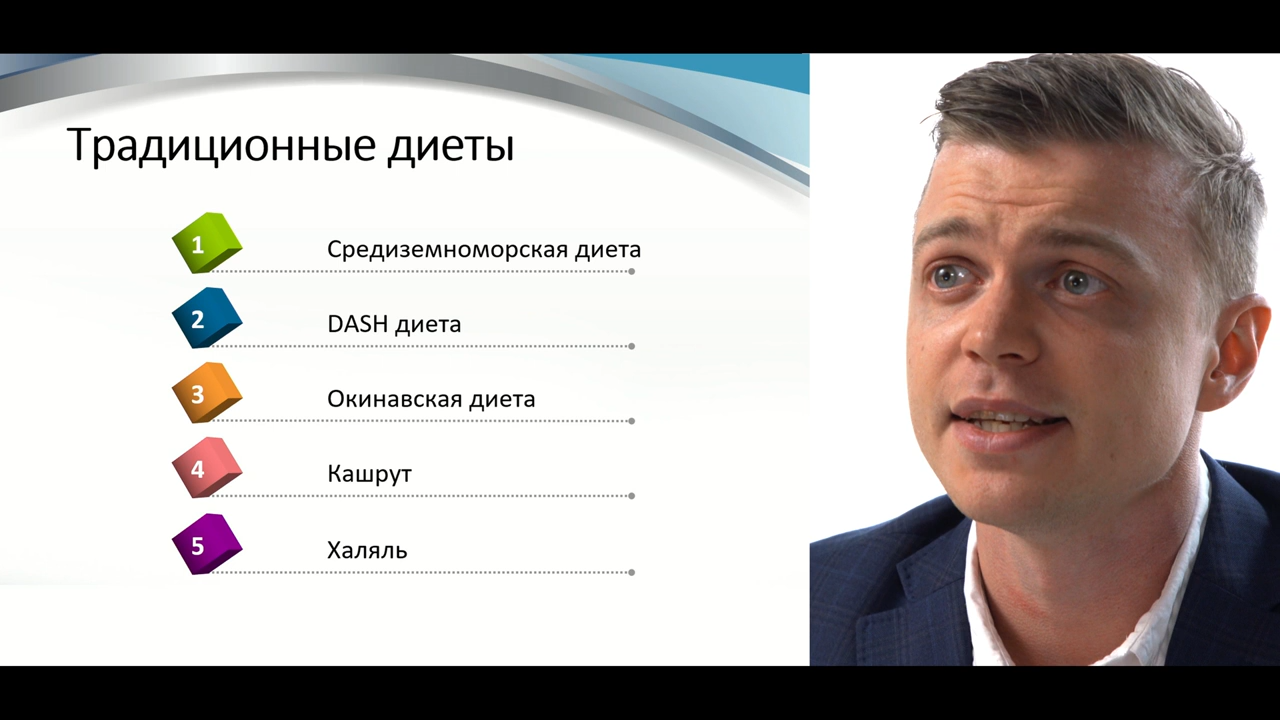 Традиционные диеты
1 Средиземноморская диета
2 DASH диета
3 Окинавская диета
4 Кашрут
5 Халяль